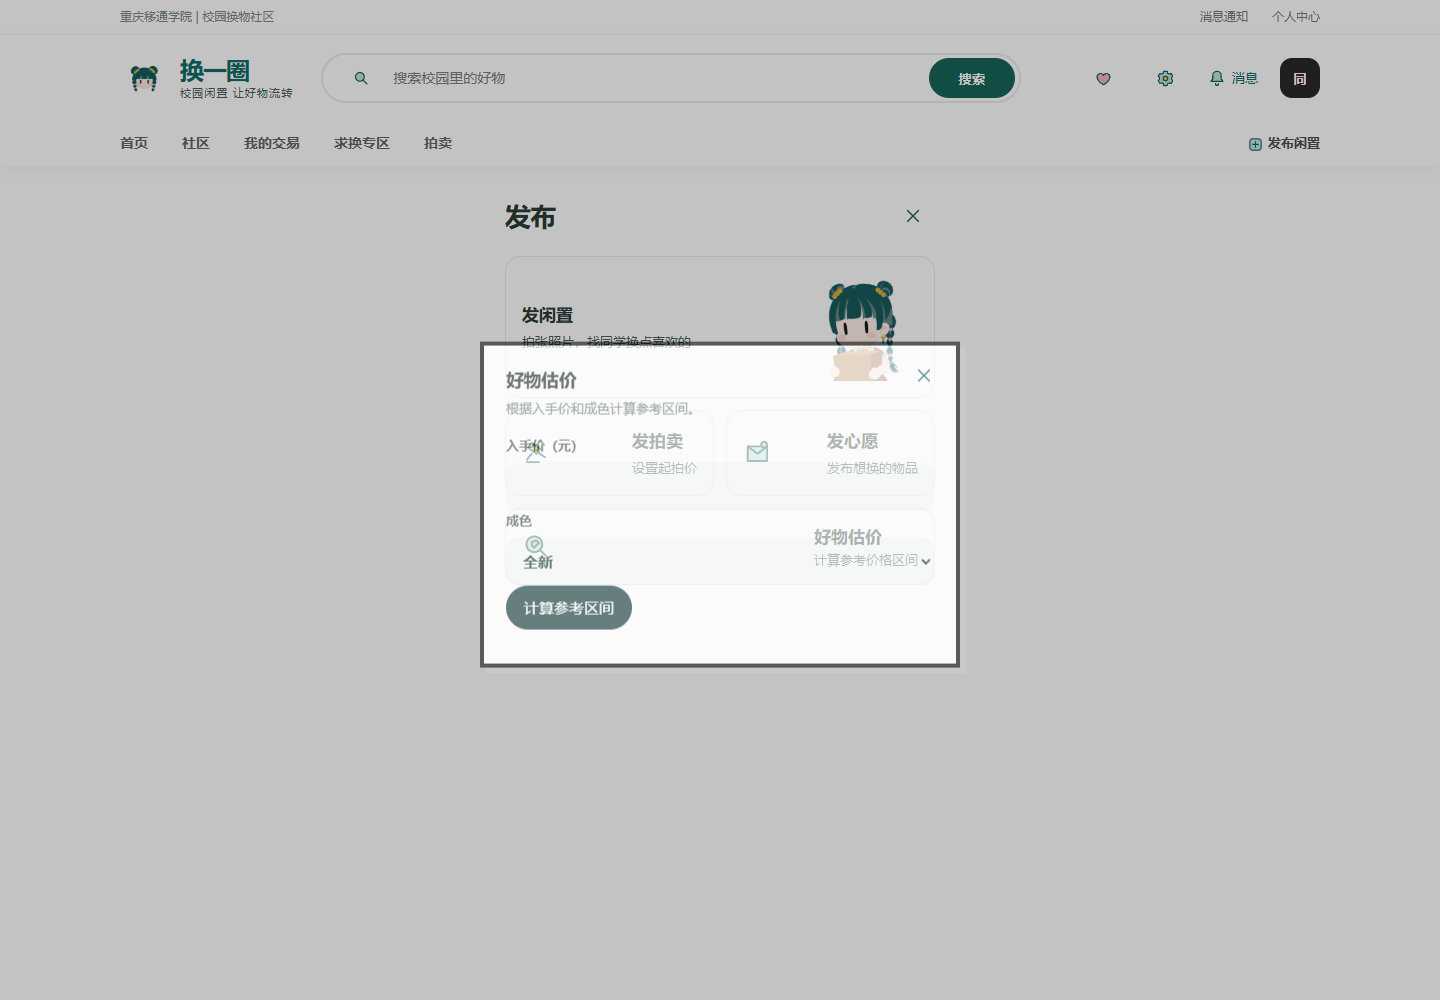 重庆移通学院 | 校园换物社区
消息通知 个人中心
换一圈
校园闲置 让好物流转
搜索校园里的好物
搜索
消息
同
首页 社区 我的交易 求换专区 拍卖
发布闲置
发布
发闲置
拍张照片，找同学换点喜欢的
好物估价
根据入手价和成色计算参考区间。
入手价（元）
发拍卖
设置起拍价
发心愿
发布想换的物品
成色
全新
好物估价
计算参考价格区间
计算参考区间